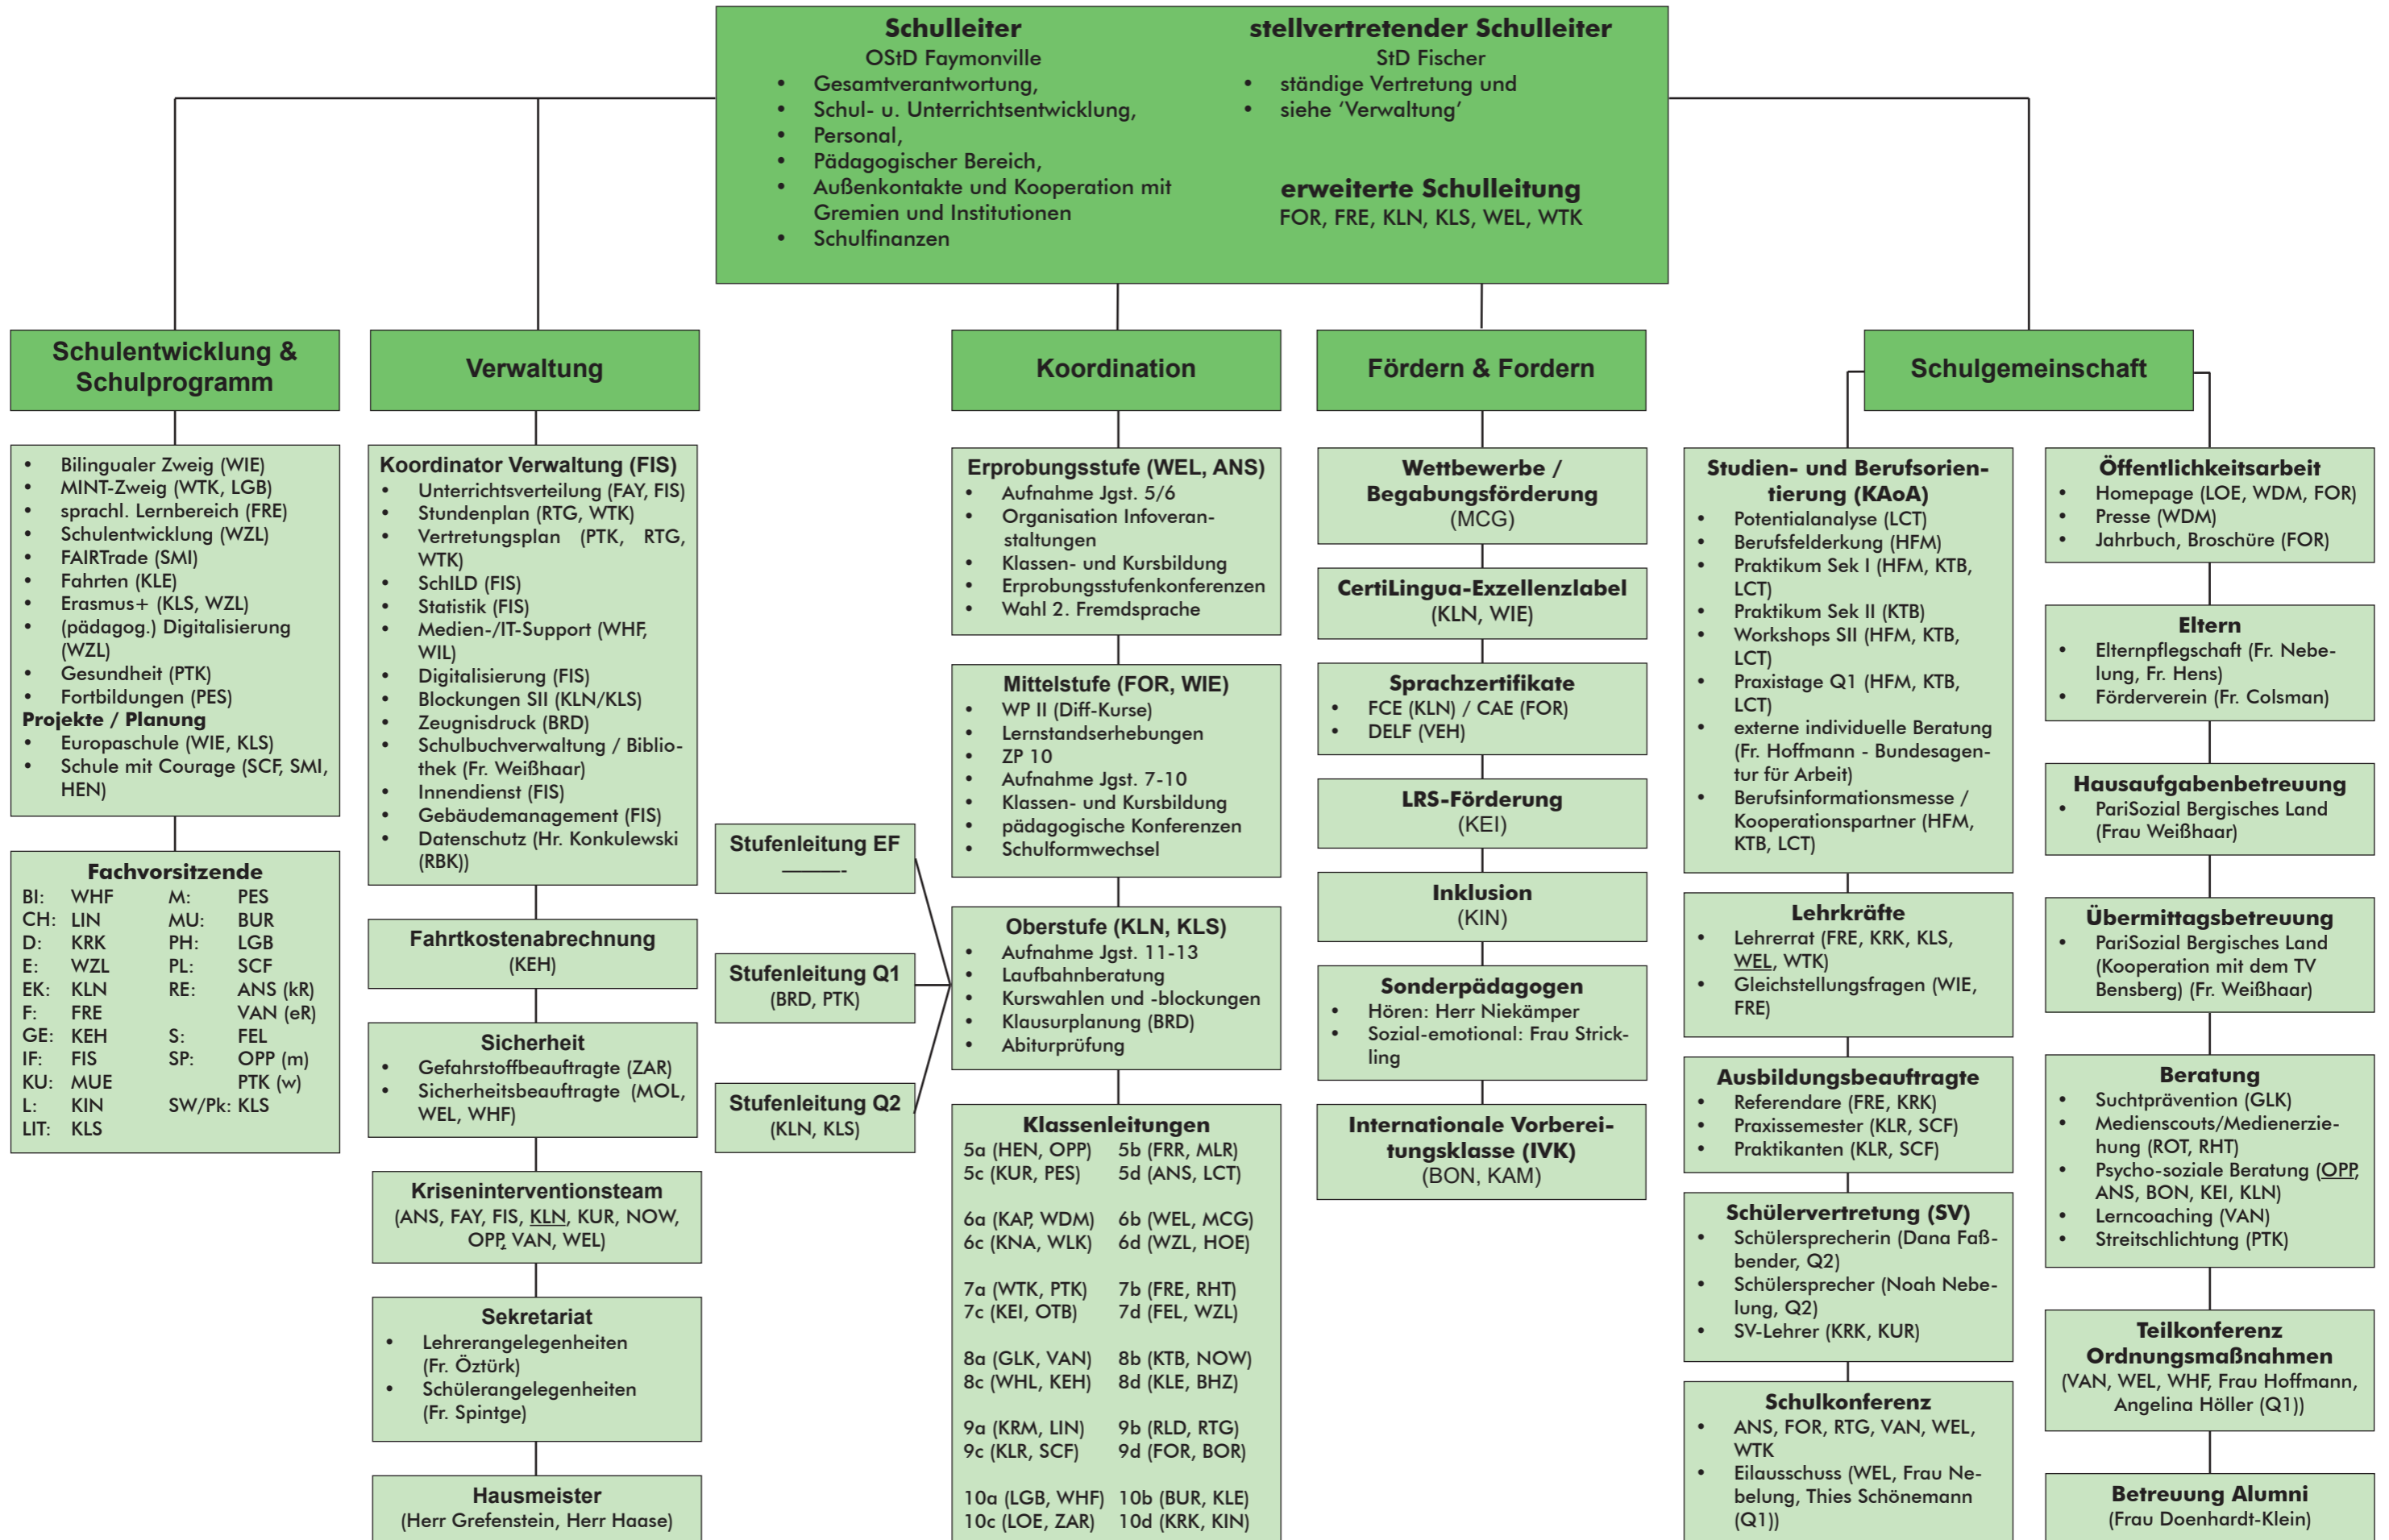 Schulleiter
OStD Faymonville
• Gesamtverantwortung,
• Schul- u. Unterrichtsentwicklung,
• Personal,
• Pädagogischer Bereich,
• Außenkontakte und Kooperation mit
Gremien und Institutionen
• Schulfinanzen
stellvertretender Schulleiter
StD Fischer
• ständige Vertretung und
• siehe ‘Verwaltung’
erweiterte Schulleitung
FOR, FRE, KLN, KLS, WEL, WTK
Schulentwicklung &
Schulprogramm
• Bilingualer Zweig (WIE)
• MINT-Zweig (WTK, LGB)
• sprachl. Lernbereich (FRE)
• Schulentwicklung (WZL)
• FAIRTrade (SMI)
• Fahrten (KLE)
• Erasmus+ (KLS, WZL)
• (pädagog.) Digitalisierung
(WZL)
• Gesundheit (PTK)
• Fortbildungen (PES)
Projekte / Planung
• Europaschule (WIE, KLS)
• Schule mit Courage (SCF, SMI,
HEN)
Fachvorsitzende
BI: WHF M: PES
CH: LIN MU: BUR
D: KRK PH: LGB
E: WZL PL: SCF
EK: KLN RE: ANS (kR)
F: FRE VAN (eR)
GE: KEH S: FEL
IF: FIS SP: OPP (m)
KU: MUE PTK (w)
L: KIN SW/Pk: KLS
LIT: KLS
Verwaltung
Koordinator Verwaltung (FIS)
• Unterrichtsverteilung (FAY, FIS)
• Stundenplan (RTG, WTK)
• Vertretungsplan (PTK, RTG,
WTK)
• SchILD (FIS)
• Statistik (FIS)
• Medien-/IT-Support (WHF,
WIL)
• Digitalisierung (FIS)
• Blockungen SII (KLN/KLS)
• Zeugnisdruck (BRD)
• Schulbuchverwaltung / Biblio-
thek (Fr. Weißhaar)
• Innendienst (FIS)
• Gebäudemanagement (FIS)
• Datenschutz (Hr. Konkulewski
(RBK))
Fahrtkostenabrechnung
(KEH)
Sicherheit
• Gefahrstoffbeauftragte (ZAR)
• Sicherheitsbeauftragte (MOL,
WEL, WHF)
Kriseninterventionsteam
(ANS, FAY, FIS, KLN, KUR, NOW,
OPP, VAN, WEL)
Sekretariat
• Lehrerangelegenheiten
(Fr. Öztürk)
• Schülerangelegenheiten
(Fr. Spintge)
Hausmeister
(Herr Grefenstein, Herr Haase)
Stufenleitung EF
————-
Stufenleitung Q1
(BRD, PTK)
Stufenleitung Q2
(KLN, KLS)
Koordination
Erprobungsstufe (WEL, ANS)
• Aufnahme Jgst. 5/6
• Organisation Infoveran-
staltungen
• Klassen- und Kursbildung
• Erprobungsstufenkonferenzen
• Wahl 2. Fremdsprache
Mittelstufe (FOR, WIE)
• WP II (Diff-Kurse)
• Lernstandserhebungen
• ZP 10
• Aufnahme Jgst. 7-10
• Klassen- und Kursbildung
• pädagogische Konferenzen
• Schulformwechsel
Oberstufe (KLN, KLS)
• Aufnahme Jgst. 11-13
• Laufbahnberatung
• Kurswahlen und -blockungen
• Klausurplanung (BRD)
• Abiturprüfung
Klassenleitungen
5a (HEN, OPP) 5b (FRR, MLR)
5c (KUR, PES) 5d (ANS, LCT)
6a (KAP, WDM) 6b (WEL, MCG)
6c (KNA, WLK) 6d (WZL, HOE)
7a (WTK, PTK) 7b (FRE, RHT)
7c (KEI, OTB) 7d (FEL, WZL)
8a (GLK, VAN) 8b (KTB, NOW)
8c (WHL, KEH) 8d (KLE, BHZ)
9a (KRM, LIN) 9b (RLD, RTG)
9c (KLR, SCF) 9d (FOR, BOR)
10a (LGB, WHF) 10b (BUR, KLE)
10c (LOE, ZAR) 10d (KRK, KIN)
Fördern & Fordern
Wettbewerbe /
Begabungsförderung
(MCG)
CertiLingua-Exzellenzlabel
(KLN, WIE)
Sprachzertifikate
• FCE (KLN) / CAE (FOR)
• DELF (VEH)
LRS-Förderung
(KEI)
Inklusion
(KIN)
Sonderpädagogen
• Hören: Herr Niekämper
• Sozial-emotional: Frau Strick-
ling
Internationale Vorberei-
tungsklasse (IVK)
(BON, KAM)
Schulgemeinschaft
Studien- und Berufsorien-
tierung (KAoA)
• Potentialanalyse (LCT)
• Berufsfelderkung (HFM)
• Praktikum Sek I (HFM, KTB,
LCT)
• Praktikum Sek II (KTB)
• Workshops SII (HFM, KTB,
LCT)
• Praxistage Q1 (HFM, KTB,
LCT)
• externe individuelle Beratung
(Fr. Hoffmann - Bundesagen-
tur für Arbeit)
• Berufsinformationsmesse /
Kooperationspartner (HFM,
KTB, LCT)
Lehrkräfte
• Lehrerrat (FRE, KRK, KLS,
WEL, WTK)
• Gleichstellungsfragen (WIE,
FRE)
Ausbildungsbeauftragte
• Referendare (FRE, KRK)
• Praxissemester (KLR, SCF)
• Praktikanten (KLR, SCF)
Schülervertretung (SV)
• Schülersprecherin (Dana Faß-
bender, Q2)
• Schülersprecher (Noah Nebe-
lung, Q2)
• SV-Lehrer (KRK, KUR)
Schulkonferenz
• ANS, FOR, RTG, VAN, WEL,
WTK
• Eilausschuss (WEL, Frau Ne-
belung, Thies Schönemann
(Q1))
Öffentlichkeitsarbeit
• Homepage (LOE, WDM, FOR)
• Presse (WDM)
• Jahrbuch, Broschüre (FOR)
Eltern
• Elternpflegschaft (Fr. Nebe-
lung, Fr. Hens)
• Förderverein (Fr. Colsman)
Hausaufgabenbetreuung
• PariSozial Bergisches Land
(Frau Weißhaar)
Übermittagsbetreuung
• PariSozial Bergisches Land
(Kooperation mit dem TV
Bensberg) (Fr. Weißhaar)
Beratung
• Suchtprävention (GLK)
• Medienscouts/Medienerzie-
hung (ROT, RHT)
• Psycho-soziale Beratung (OPP,
ANS, BON, KEI, KLN)
• Lerncoaching (VAN)
• Streitschlichtung (PTK)
Teilkonferenz
Ordnungsmaßnahmen
(VAN, WEL, WHF, Frau Hoffmann,
Angelina Höller (Q1))
Betreuung Alumni
(Frau Doenhardt-Klein)